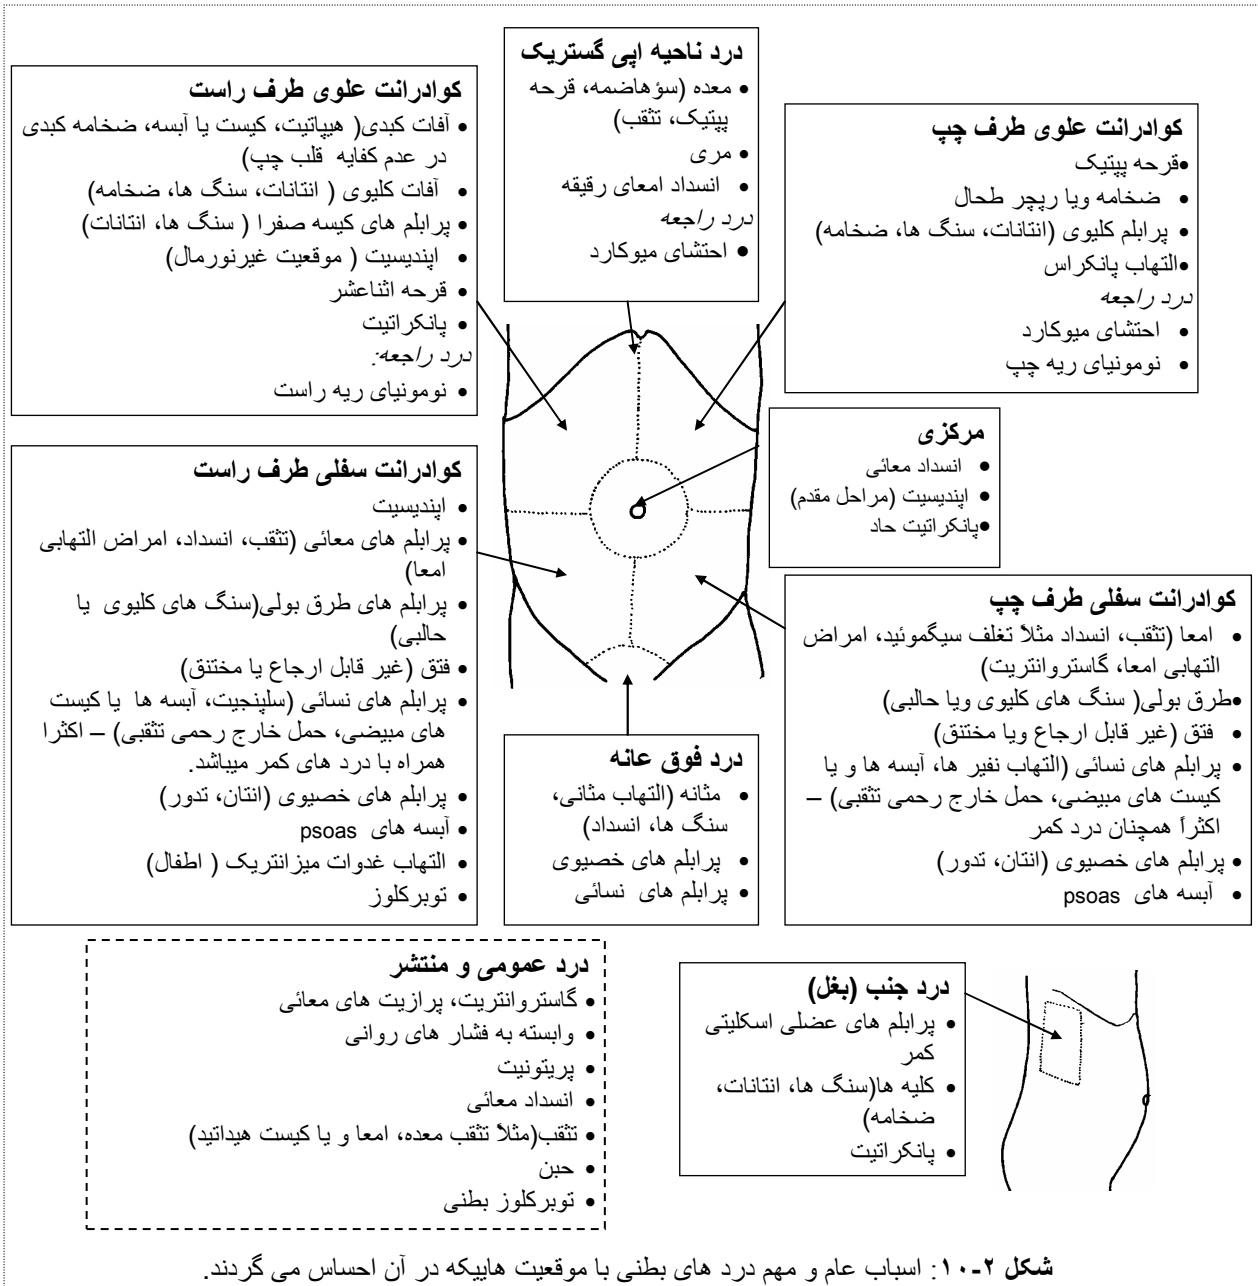 درد ناحیه اپی گستریک
• معده (سؤهاضمه، قرحه
پپتیک، تثقب)
• مری
• انسداد امعای رقیقه
درد راجعه
• احتشای میوکارد
کوادرانت علوی طرف راست
• آفات کبدی( هیپاتیت، کیست یا آبسه، ضخامه کبدی
در عدم کفایه قلب چپ)
• آفات کلیوی ( انتانات، سنگ ها، ضخامه)
• پرابلم های کیسه صفرا ( سنگ ها، انتانات)
• اپندیسیت ( موقعیت غیرنورمال)
• قرحه اثناعشر
• پانکراتیت
درد راجعه:
• نومونیای ریه راست
کوادرانت علوی طرف چپ
•قرحه پپتیک
• ضخامه ویا رپچر طحال
• پرابلم کلیوی (انتانات، سنگ ها، ضخامه)
•التهاب پانکراس
درد راجعه
• احتشای میوکارد
• نومونیای ریه چپ
مرکزی
• انسداد معائی
• اپندیسیت (مراحل مقدم)
•پانکراتیت حاد
کوادرانت سفلی طرف راست
• اپندیسیت
• پرابلم های معائی (تثقب، انسداد، امراض التهابی
امعا)
• پرابلم های طرق بولی(سنگ های کلیوی یا
حالبی)
• فتق (غیر قابل ارجاع یا مختنق)
• پرابلم های نسائی (سلپنجیت، آبسه ها یا کیست
های مبیضی، حمل خارج رحمی تثقبی) – اکثرا
همراه با درد های کمر میباشد.
• پرابلم های خصیوی (انتان، تدور)
• آبسه های psoas
• التهاب غدوات میزانتریک ( اطفال)
• توبرکلوز
کوادرانت سفلی طرف چپ
• امعا (تثقب، انسداد مثلاً تغلف سیگموئید، امراض
التهابی امعا، گاستروانتریت)
•طرق بولی( سنگ های کلیوی ویا حالبی)
• فتق (غیر قابل ارجاع ویا مختنق)
• پرابلم های نسائی (التهاب نفیر ها، آبسه ها و یا
کیست های مبیضی، حمل خارج رحمی تثقبی) –
اکثراً همچنان درد کمر
• پرابلم های خصیوی (انتان، تدور)
• آبسه های psoas
درد فوق عانه
• مثانه (التهاب مثانی،
سنگ ها، انسداد)
• پرابلم های خصیوی
• پرابلم های نسائی
درد عمومی و منتشر
• گاستروانتریت، پرازیت های معائی
• وابسته به فشار های روانی
• پریتونیت
• انسداد معائی
• تثقب(مثلاً تثقب معده، امعا و یا کیست هیداتید)
• حبن
• توبرکلوز بطنی
درد جنب (بغل)
• پرابلم های عضلی اسکلیتی
کمر
• کلیه ها(سنگ ها، انتانات،
ضخامه)
• پانکراتیت
شکل ۲-۱۰: اسباب عام و مهم درد های بطنی با موقعیت هاییکه در آن احساس می گردند.